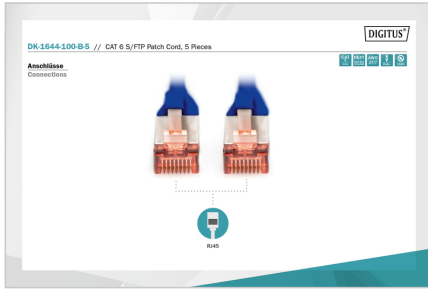 DIGITUS®
DK-1644-100-B-5 // CAT 6 S/FTP Patch Cord, 5 Pieces
Anschlüsse
Connections
RJ45